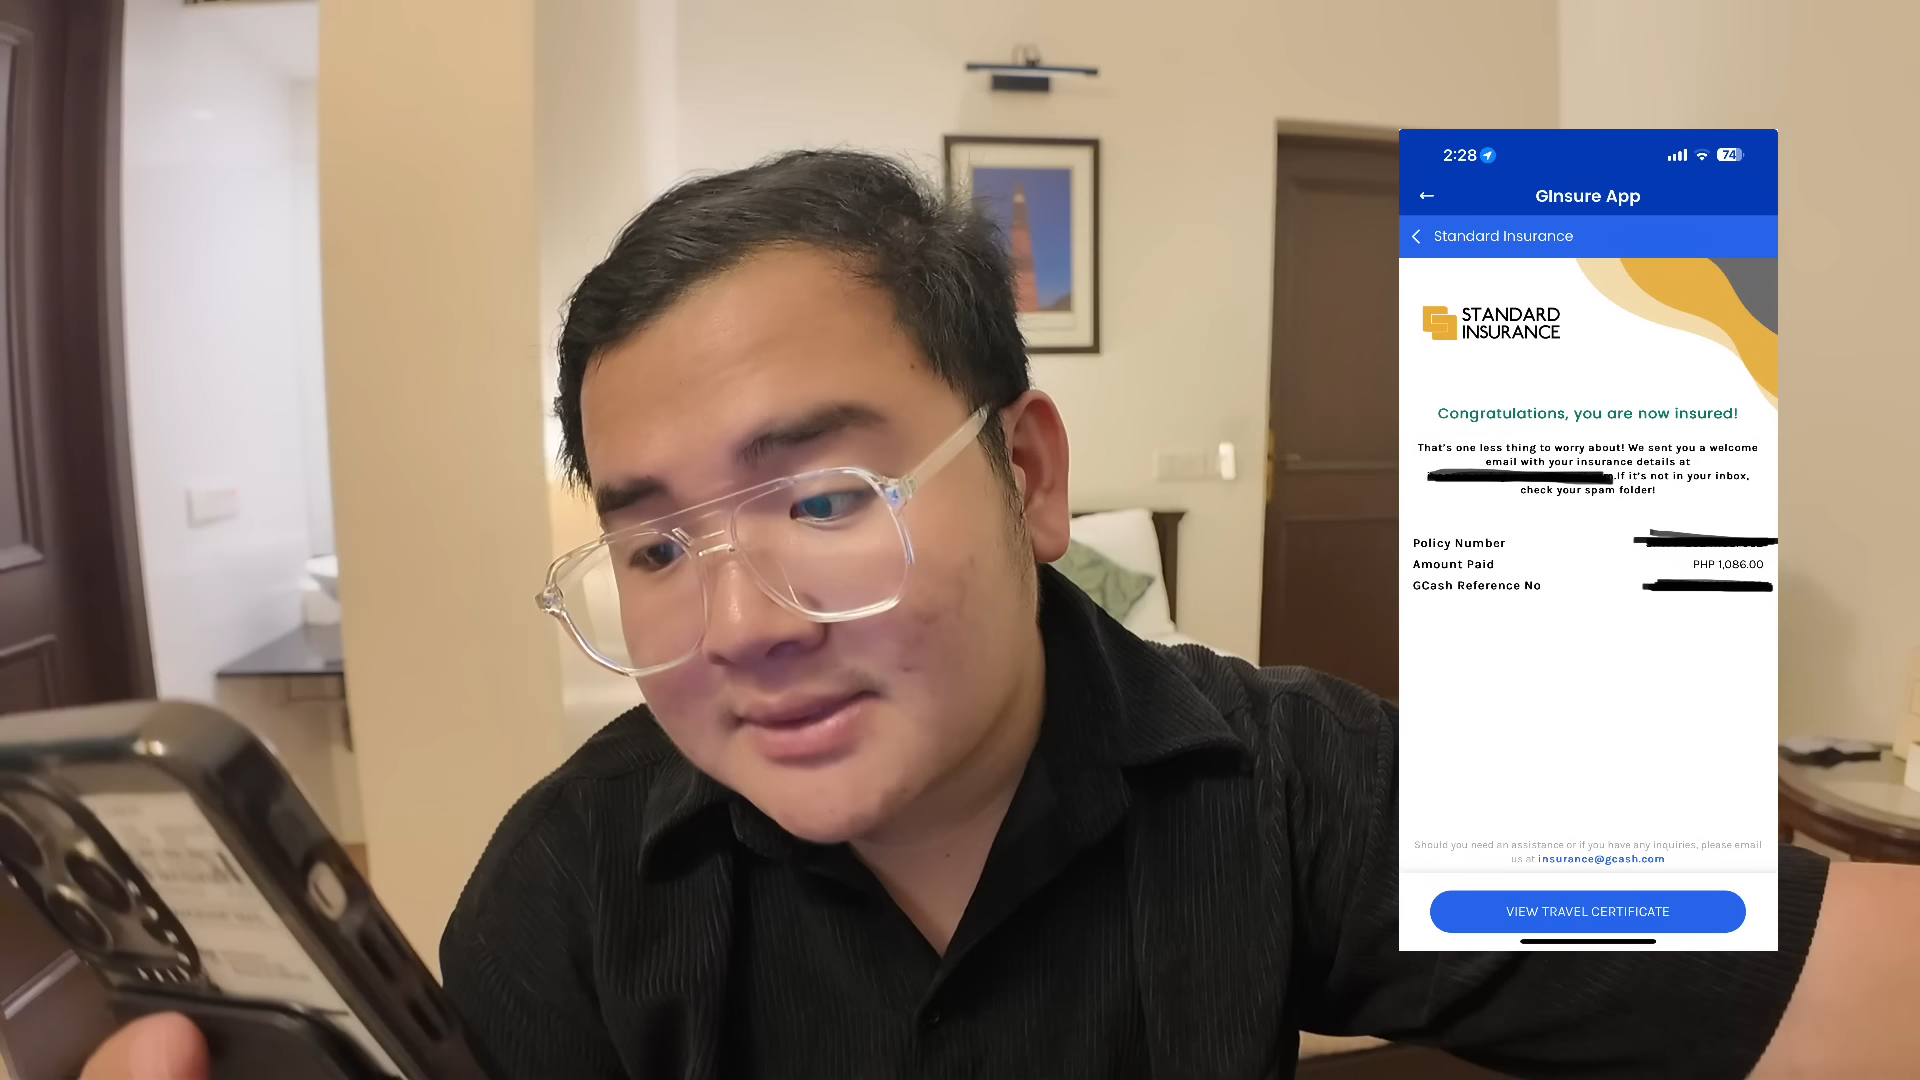 2:28
74
GInsure App
Standard Insurance
STANDARD
INSURANCE
Congratulations, you are now insured!
That's one less thing to worry about! We sent you a welcome
email with your insurance details at
.If it's not in your inbox,
check your spam folder!
Policy Number
Amount Paid PHP 1,086.00
GCash Reference No
Should you need an assistance or if you have any inquiries, please email
us at insurance@gcash.com
VIEW TRAVEL CERTIFICATE